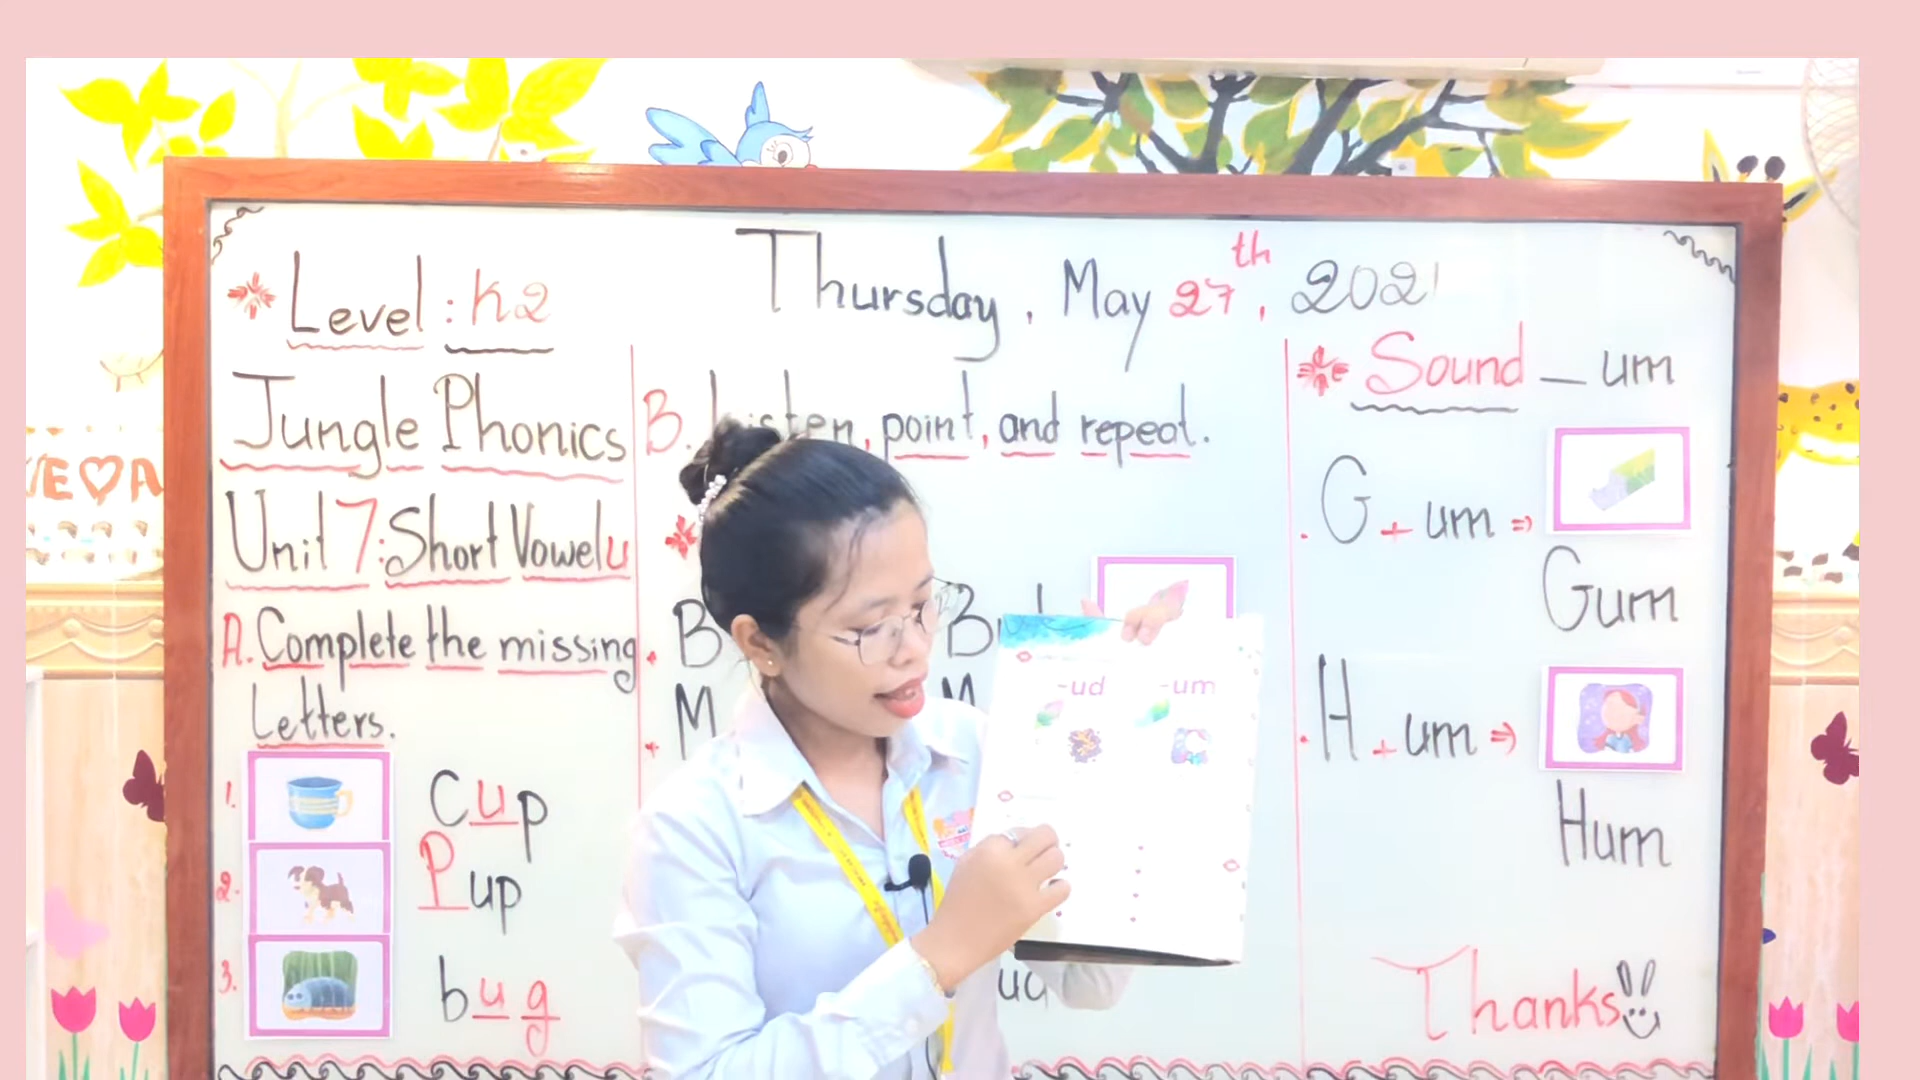 Thursday, May 27th, 2021
Level: K2
Jungle Phonics
Unit 7: Short Vowel u
A. Complete the missing
Letters.
1. Cup
2. Pup
3. bug
B. Listen, point, and repeat.
B
M
-ud
-um
Sound _ um
. G + um ⇒
Gum
. H + um ⇒
Hum
Thanks!!